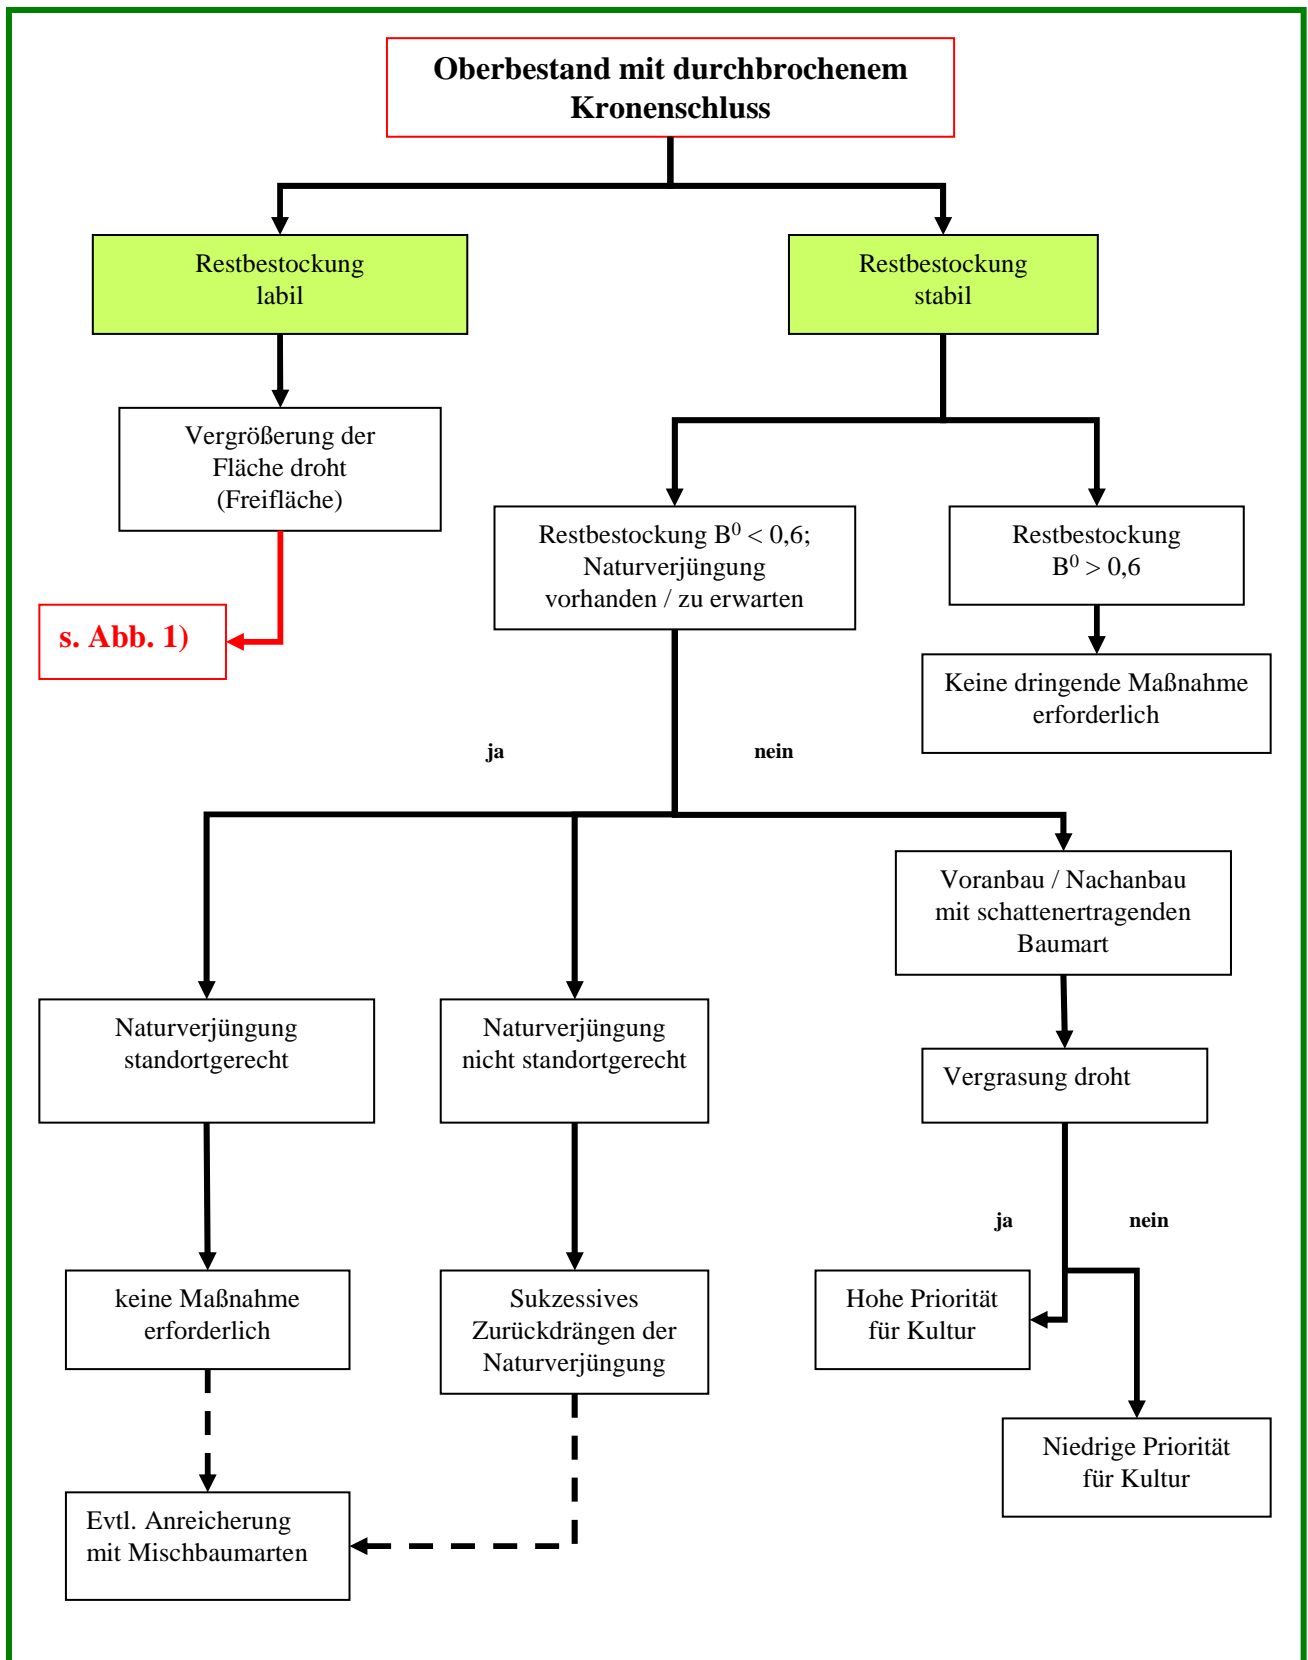 Oberbestand mit durchbrochenem
Kronenschluss
Restbestockung
labil
Restbestockung
stabil
Vergrößerung der
Fläche droht
(Freifläche)
Restbestockung B⁰ < 0,6;
Naturverjüngung
vorhanden / zu erwarten
Restbestockung
B⁰ > 0,6
s. Abb. 1)
Keine dringende Maßnahme
erforderlich
ja
nein
Voranbau / Nachanbau
mit schattenertragenden
Baumart
Naturverjüngung
standortgerecht
Naturverjüngung
nicht standortgerecht
Vergrasung droht
ja
nein
keine Maßnahme
erforderlich
Sukzessives
Zurückdrängen der
Naturverjüngung
Hohe Priorität
für Kultur
Niedrige Priorität
für Kultur
Evtl. Anreicherung
mit Mischbaumarten